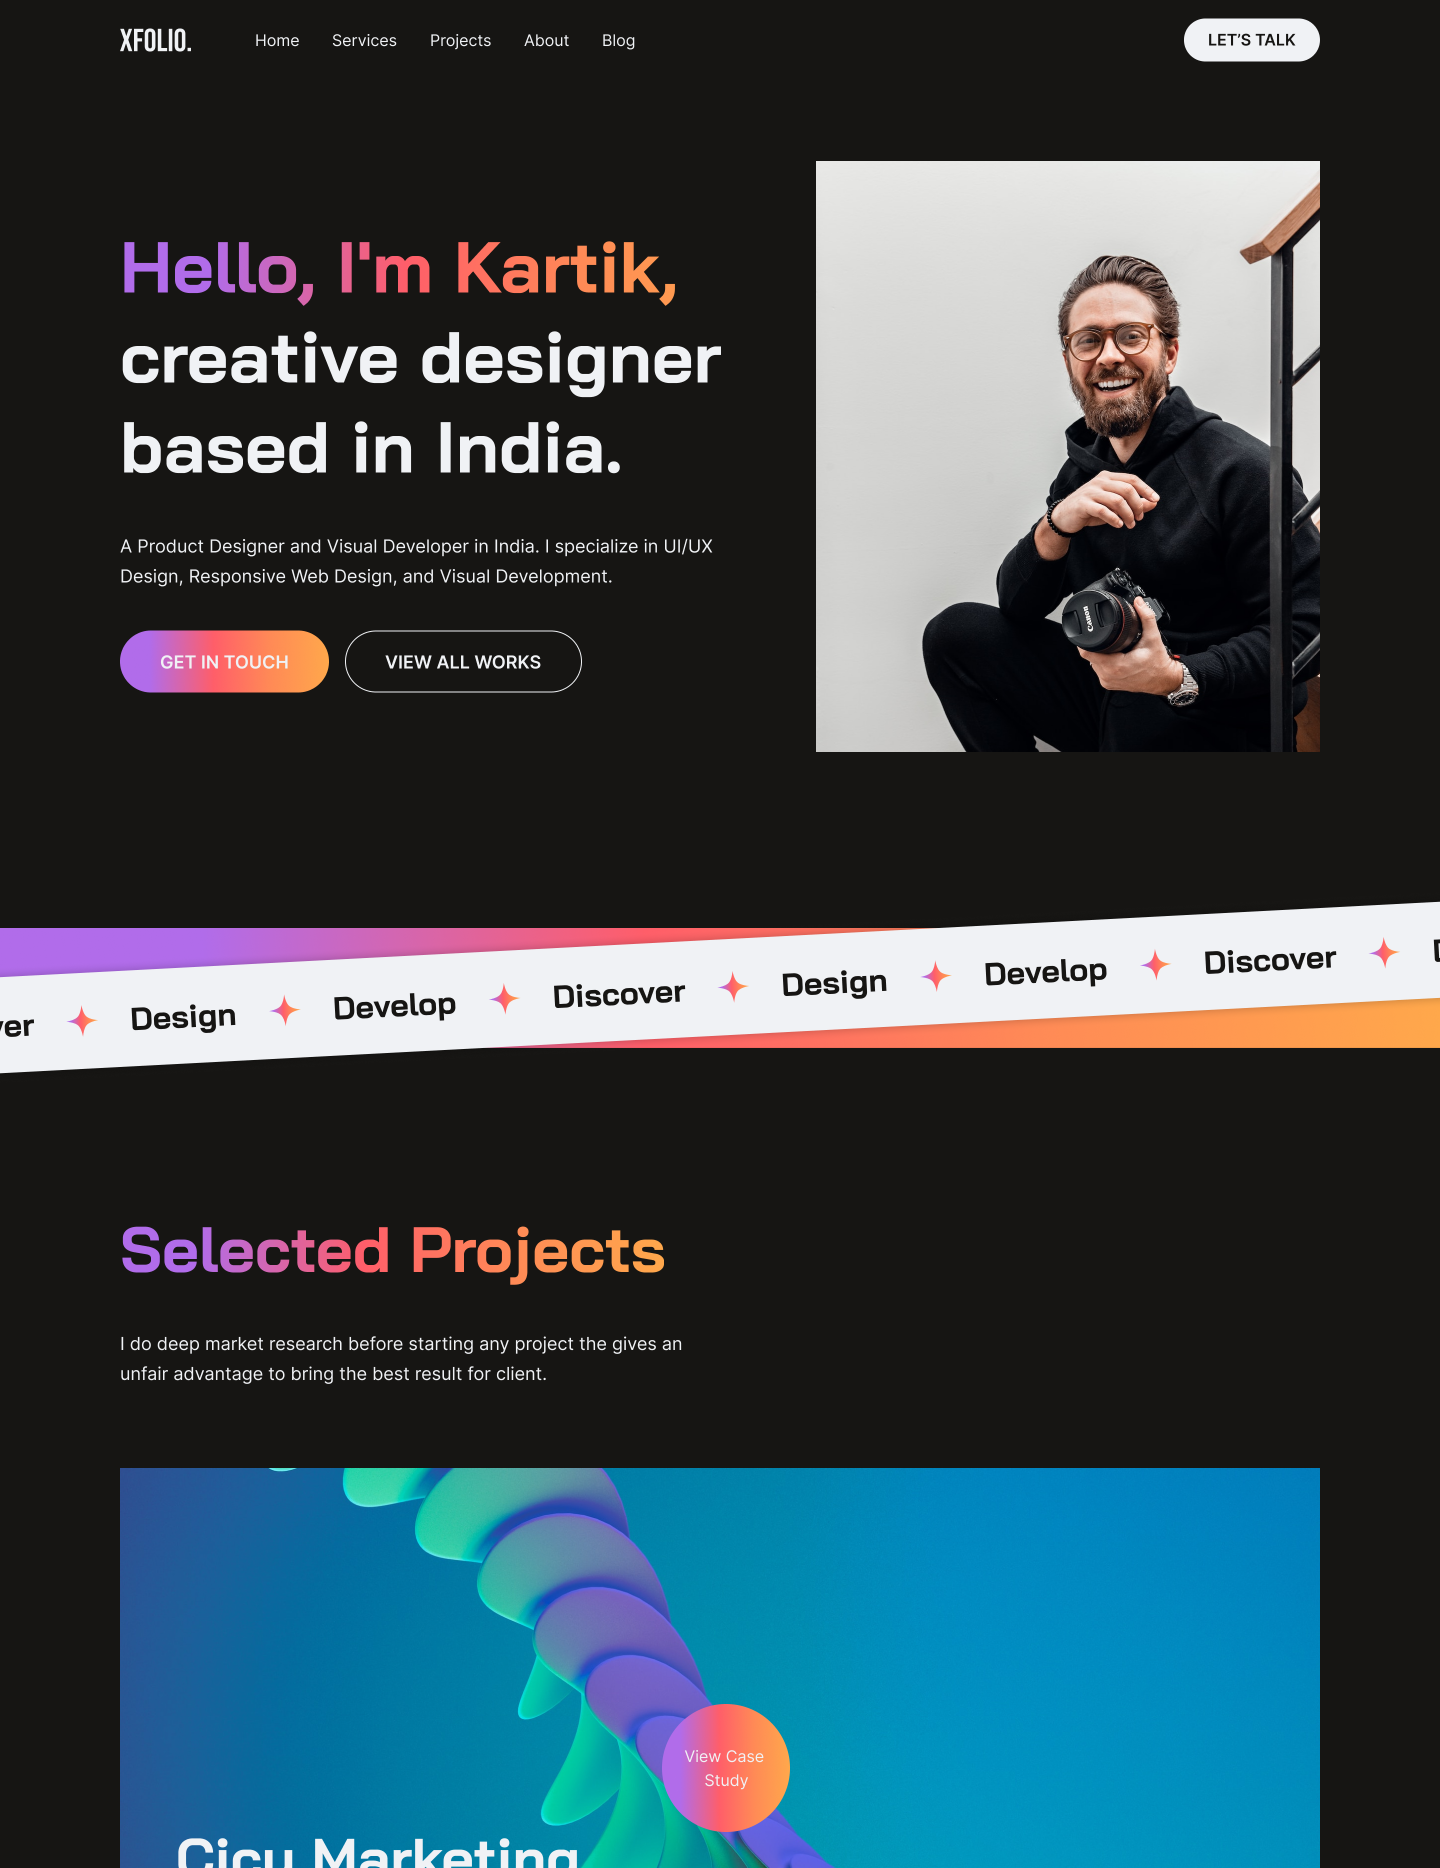 XFOLIO.
Home Services Projects About Blog
LET'S TALK
Hello, I'm Kartik,
creative designer
based in India.
A Product Designer and Visual Developer in India. I specialize in UI/UX
Design, Responsive Web Design, and Visual Development.
GET IN TOUCH
VIEW ALL WORKS
Canon
ver Design Develop Discover Design Develop Discover D
Selected Projects
I do deep market research before starting any project the gives an
unfair advantage to bring the best result for client.
View Case
Study
Cicu Marketing